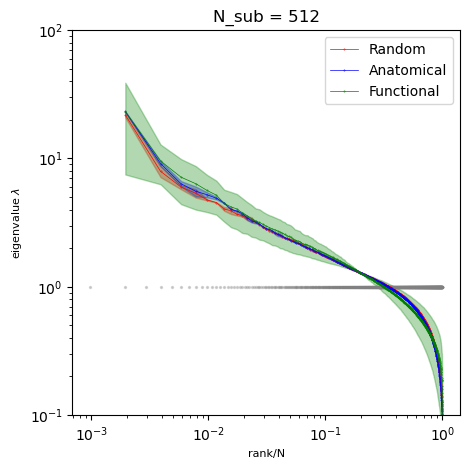 N_sub = 512
10²
10¹
10⁰
10⁻¹
eigenvalue λ
Random
Anatomical
Functional
10⁻³
10⁻²
10⁻¹
10⁰
rank/N